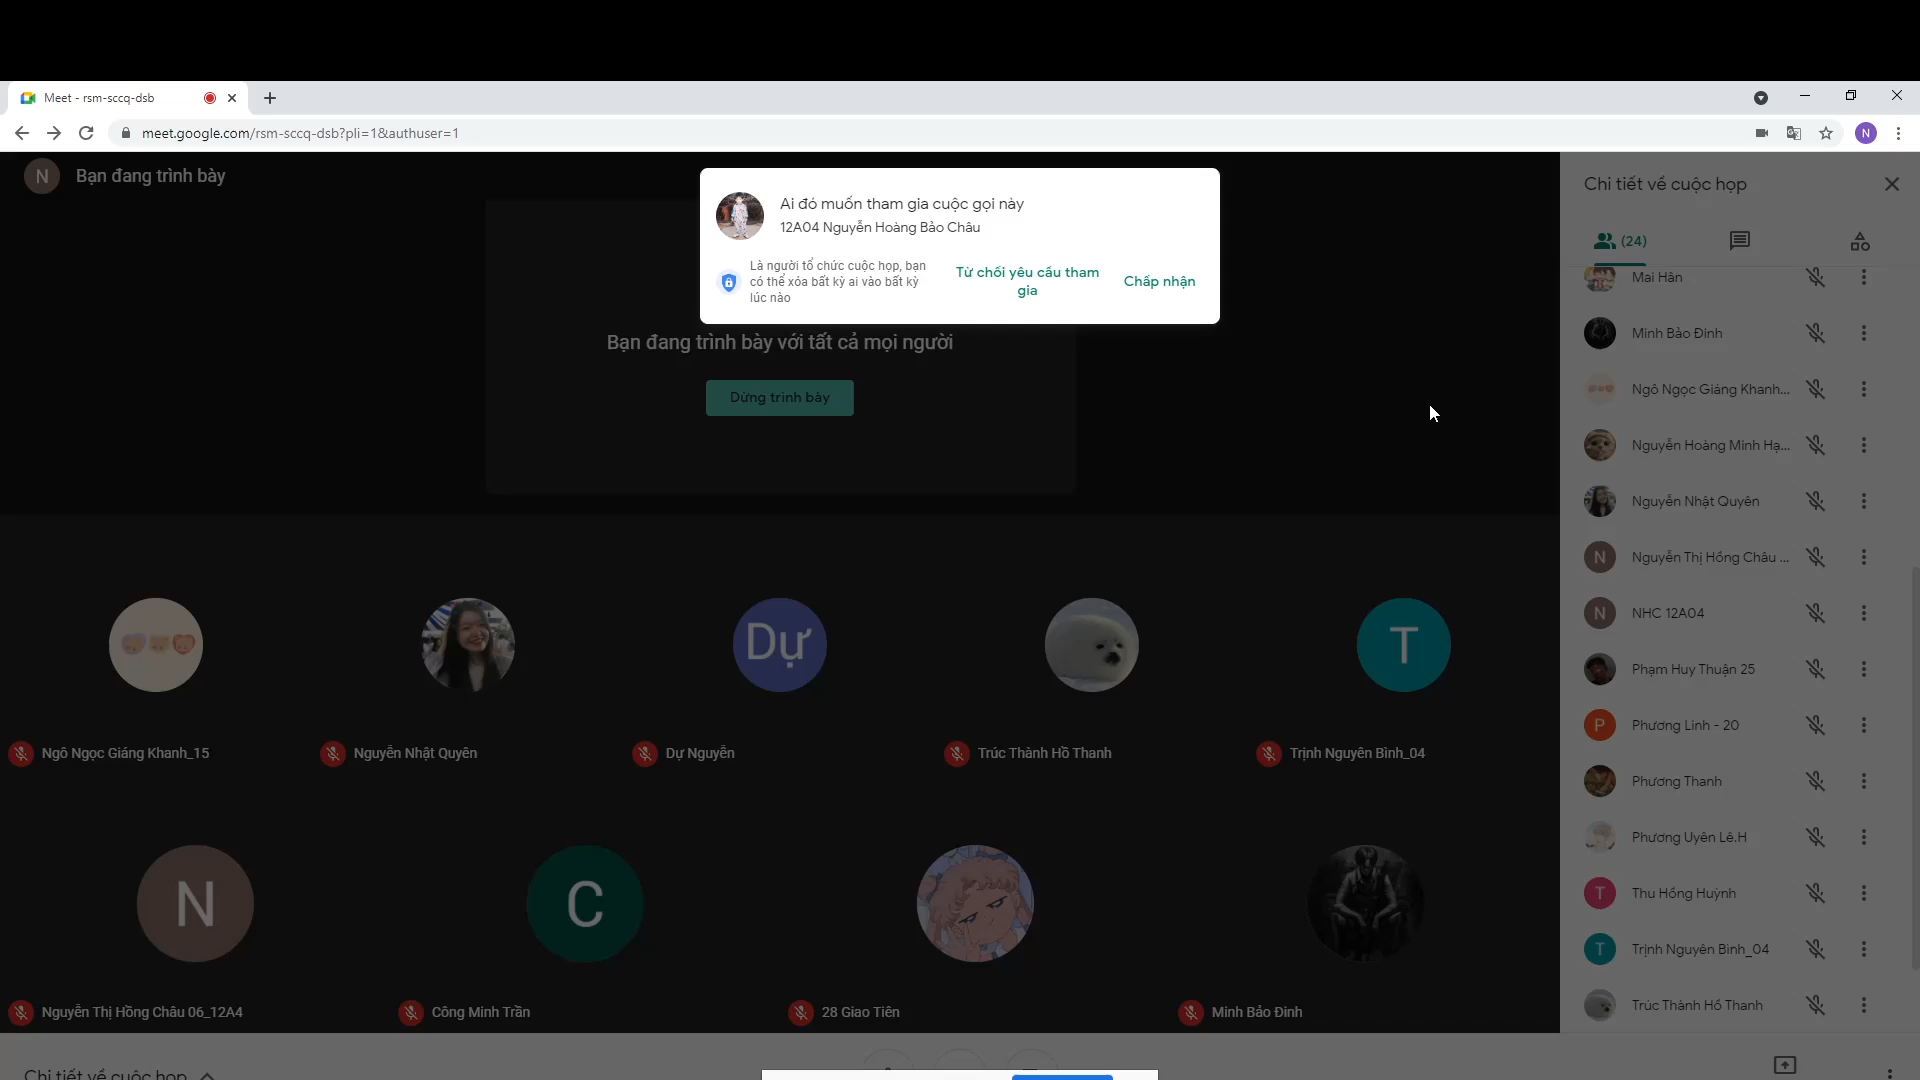 Meet - rsm-sccq-dsb
meet.google.com/rsm-sccq-dsb?pli=1&authuser=1
N
N
Bạn đang trình bày
Ai đó muốn tham gia cuộc gọi này
12A04 Nguyễn Hoàng Bảo Châu
Là người tổ chức cuộc họp, bạn
có thể xóa bất kỳ ai vào bất kỳ
lúc nào
Từ chối yêu cầu tham
gia
Chấp nhận
Bạn đang trình bày với tất cả mọi người
Dừng trình bày
Dự
T
Ngô Ngọc Giáng Khanh_15
Nguyễn Nhật Quyên
Dự Nguyễn
Trúc Thành Hồ Thanh
Trịnh Nguyên Bình_04
N
C
Nguyễn Thị Hồng Châu 06_12A4
Công Minh Trần
28 Giao Tiên
Minh Bảo Đinh
Chi tiết về cuộc họp
Chi tiết về cuộc họp
(24)
Mai Hân
Minh Bảo Đinh
Ngô Ngọc Giáng Khanh...
Nguyễn Hoàng Minh Hạ...
Nguyễn Nhật Quyên
N
Nguyễn Thị Hồng Châu ...
N
NHC 12A04
Phạm Huy Thuận 25
P
Phương Linh - 20
Phương Thanh
Phương Uyên Lê.H
T
Thu Hồng Huỳnh
T
Trịnh Nguyên Bình_04
Trúc Thành Hồ Thanh